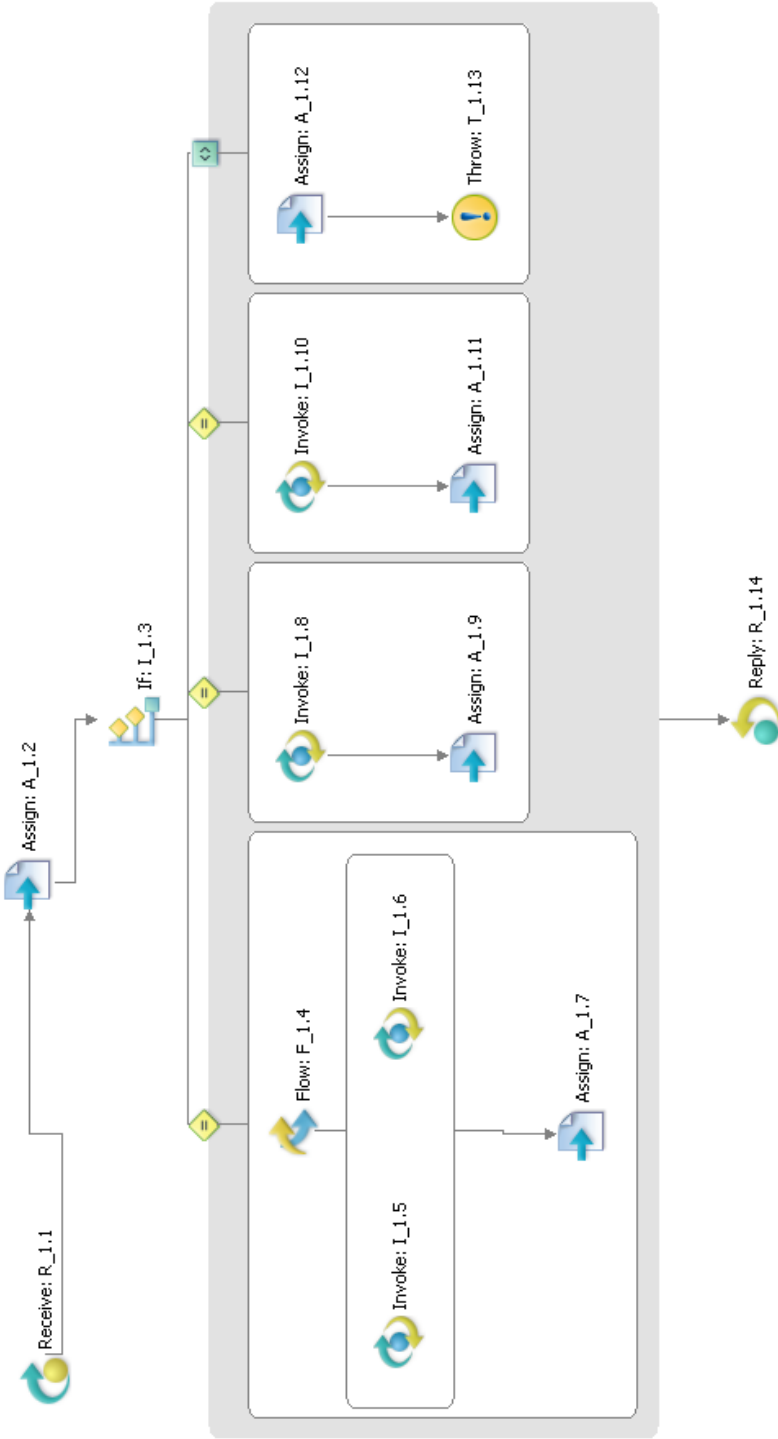 Receive: R_1.1
Assign: A_1.2
If: I_1.3
=
=
=
<>
Flow: F_1.4
Invoke: I_1.5
Invoke: I_1.6
Assign: A_1.7
Invoke: I_1.8
Assign: A_1.9
Invoke: I_1.10
Assign: A_1.11
Assign: A_1.12
!
Throw: T_1.13
Reply: R_1.14